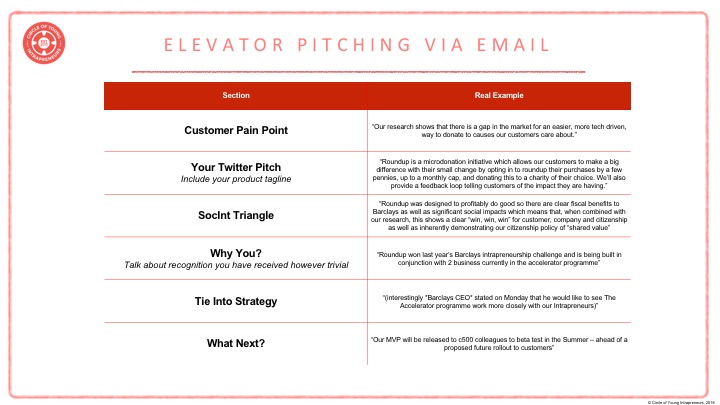 CIRCLE OF YOUNG
INTRAPRENEURS
ELEVATOR PITCHING VIA EMAIL
Section
Real Example
Customer Pain Point
"Our research shows that there is a gap in the market for an easier, more tech driven,
way to donate to causes our customers care about."
Your Twitter Pitch
Include your product tagline
"Roundup is a microdonation initiative which allows our customers to make a big
difference with their small change by opting in to roundup their purchases by a few
pennies, up to a monthly cap, and donating this to a charity of their choice. We'll also
provide a feedback loop telling customers of the impact they are having."
SocInt Triangle
"Roundup was designed to profitably do good so there are clear fiscal benefits to
Barclays as well as significant social impacts which means that, when combined with
our research, this shows a clear "win, win, win" for customer, company and citizenship
as well as inherently demonstrating our citizenship policy of "shared value"
Why You?
Talk about recognition you have received however trivial
"Roundup won last year's Barclays intrapreneurship challenge and is being built in
conjunction with 2 business currently in the accelerator programme"
Tie Into Strategy
"(interestingly "Barclays CEO" stated on Monday that he would like to see The
Accelerator programme work more closely with our Intrapreneurs)"
What Next?
"Our MVP will be released to c500 colleagues to beta test in the Summer – ahead of a
proposed future rollout to customers"
© Circle of Young Intrapreneurs, 2016